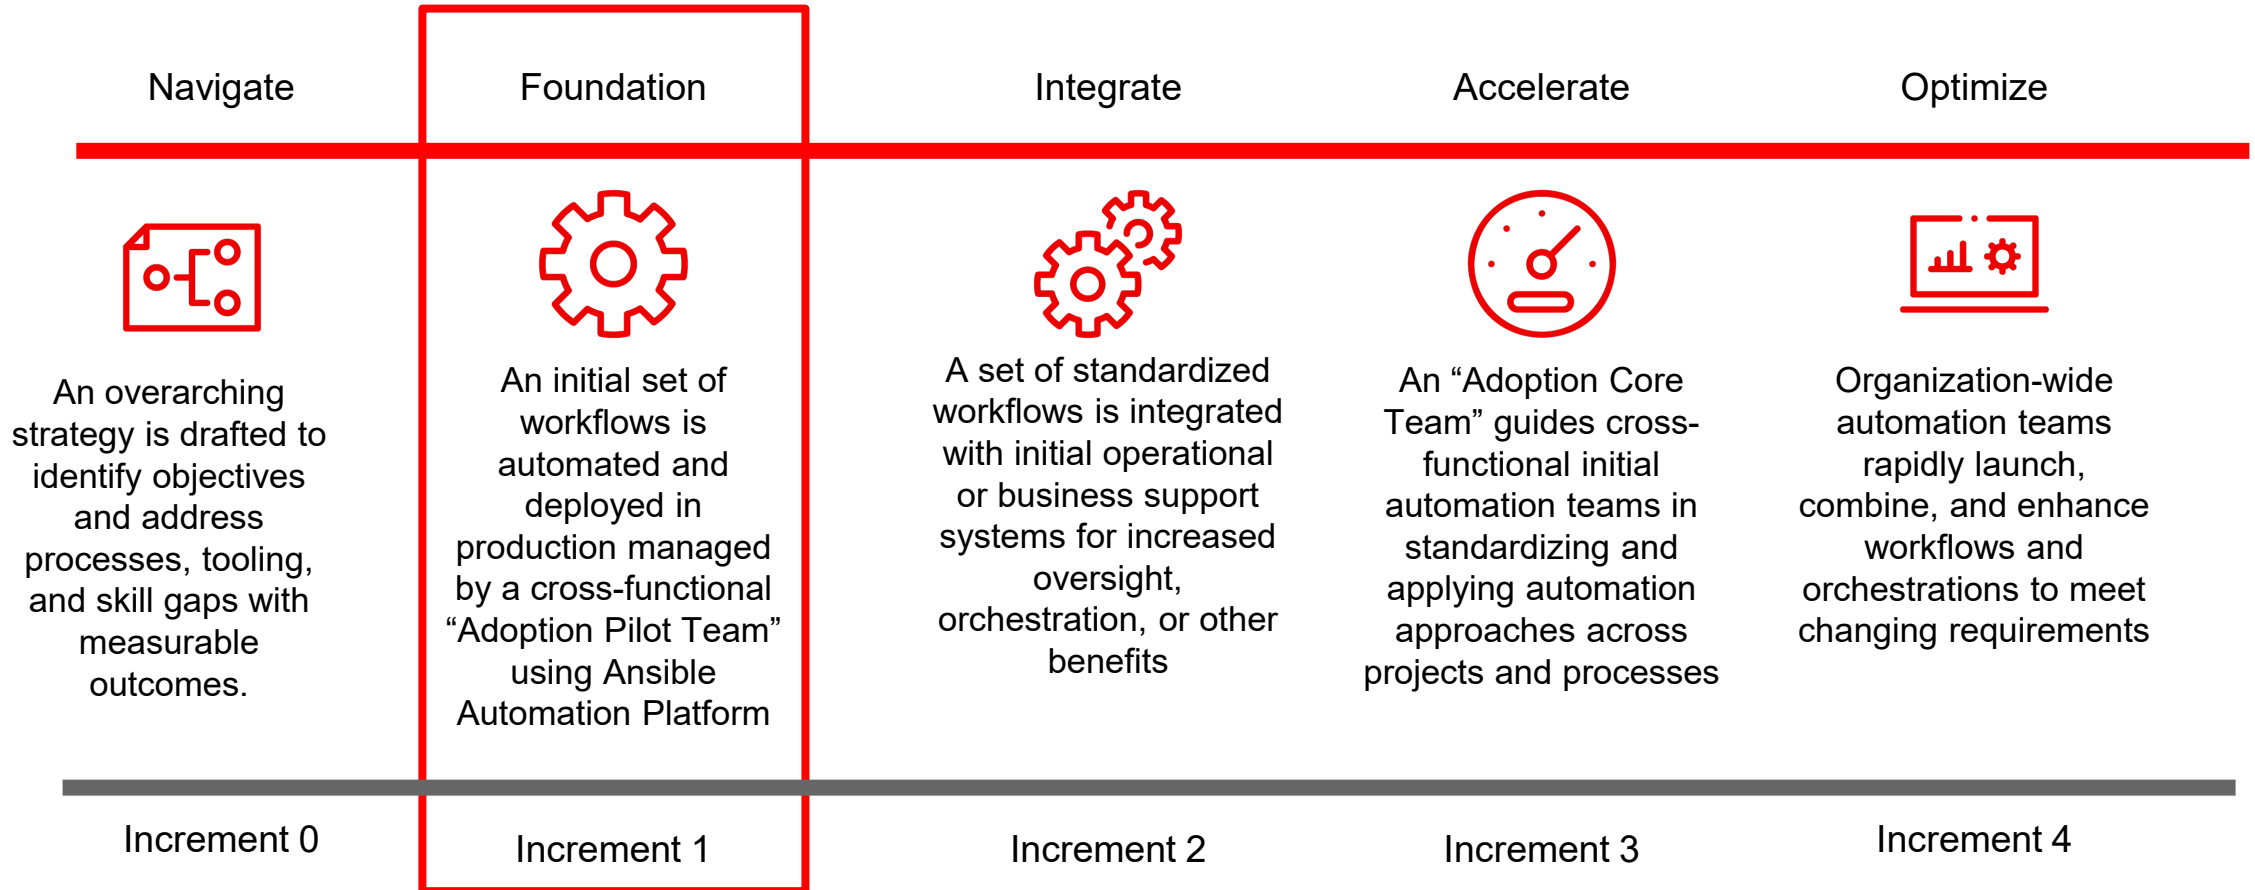 Navigate
Foundation
Integrate
Accelerate
Optimize
An overarching
strategy is drafted to
identify objectives
and address
processes, tooling,
and skill gaps with
measurable
outcomes.
An initial set of
workflows is
automated and
deployed in
production managed
by a cross-functional
“Adoption Pilot Team”
using Ansible
Automation Platform
A set of standardized
workflows is integrated
with initial operational
or business support
systems for increased
oversight,
orchestration, or other
benefits
An “Adoption Core
Team” guides cross-
functional initial
automation teams in
standardizing and
applying automation
approaches across
projects and processes
Organization-wide
automation teams
rapidly launch,
combine, and enhance
workflows and
orchestrations to meet
changing requirements
Increment 0
Increment 1
Increment 2
Increment 3
Increment 4